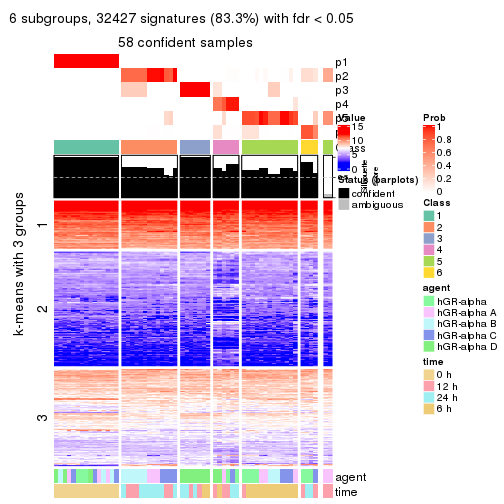 6 subgroups, 32427 signatures (83.3%) with fdr < 0.05
58 confident samples
p1
p2
p3
p4
p5
Class
Silhouette
score
k-means with 3 groups
1
2
3
agent
time
Value
15
10
5
0
Status (barplots)
confident
ambiguous
Prob
1
0.8
0.6
0.4
0.2
0
Class
1
2
3
4
5
6
agent
hGR-alpha
hGR-alpha A
hGR-alpha B
hGR-alpha C
hGR-alpha D
time
0 h
12 h
24 h
6 h